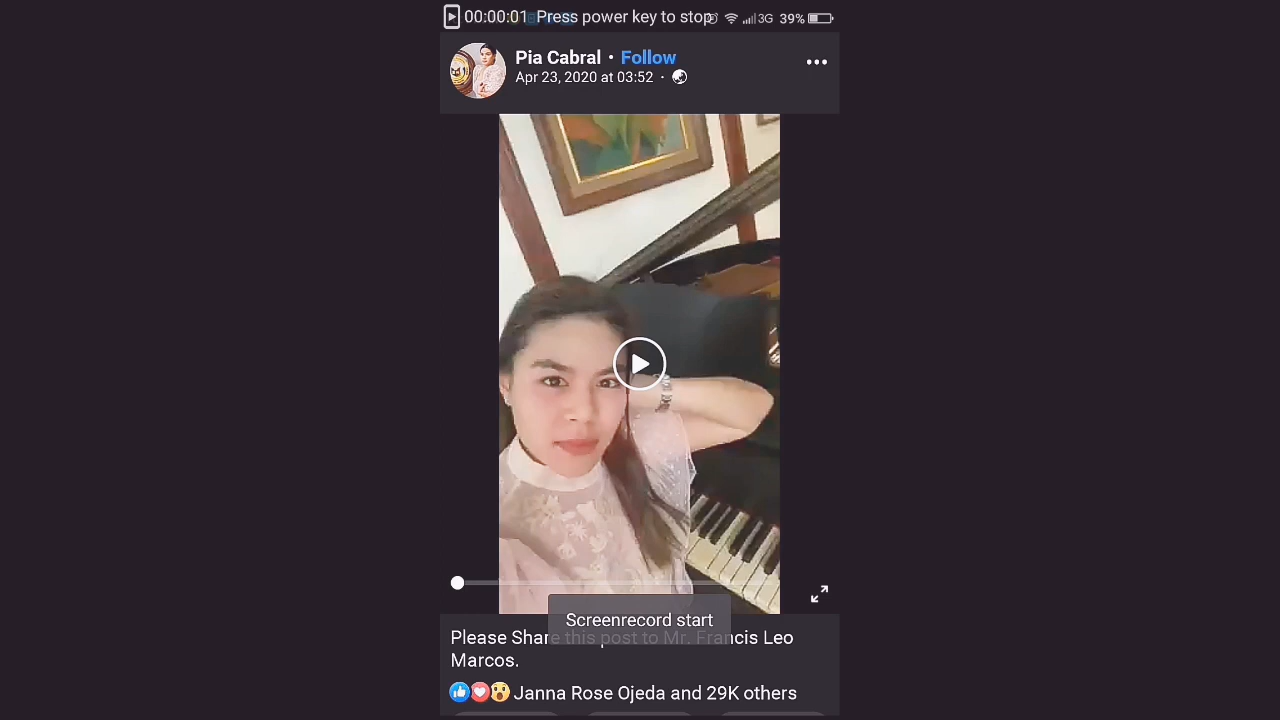 00:00:01 Press power key to stop 3G 39%
Pia Cabral • Follow
Apr 23, 2020 at 03:52 ·
Screenrecord start
Please Share this post to Mr. Francis Leo
Marcos.
Janna Rose Ojeda and 29K others